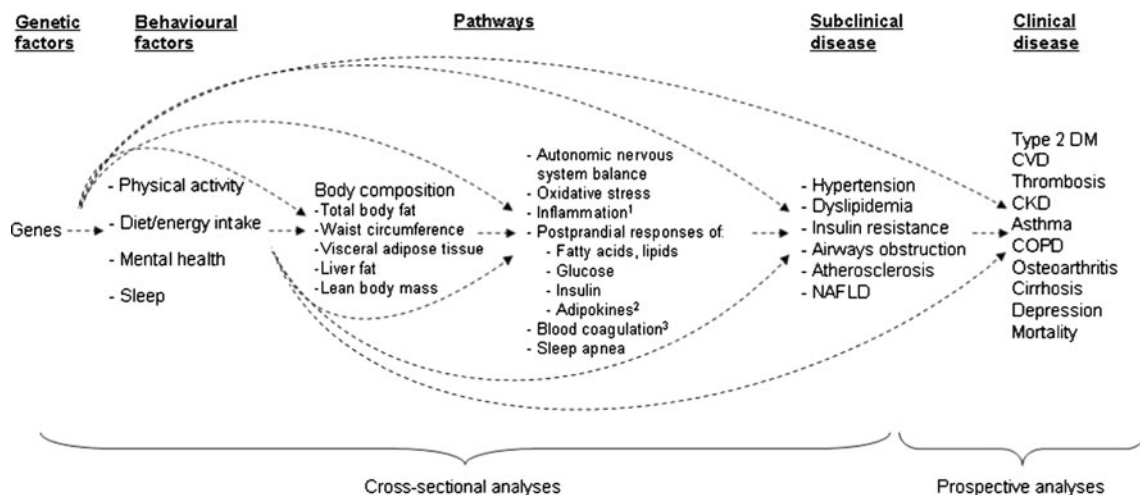 Genetic
factors
Behavioural
factors
Pathways
Subclinical
disease
Clinical
disease
Genes
- Physical activity
- Diet/energy intake
- Mental health
- Sleep
Body composition
-Total body fat
-Waist circumference
-Visceral adipose tissue
-Liver fat
-Lean body mass
- Autonomic nervous
system balance
- Oxidative stress
- Inflammation¹
- Postprandial responses of:
- Fatty acids, lipids
- Glucose
- Insulin
- Adipokines²
- Blood coagulation³
- Sleep apnea
- Hypertension
- Dyslipidemia
- Insulin resistance
- Airways obstruction
- Atherosclerosis
- NAFLD
Type 2 DM
CVD
Thrombosis
CKD
Asthma
COPD
Osteoarthritis
Cirrhosis
Depression
Mortality
Cross-sectional analyses
Prospective analyses